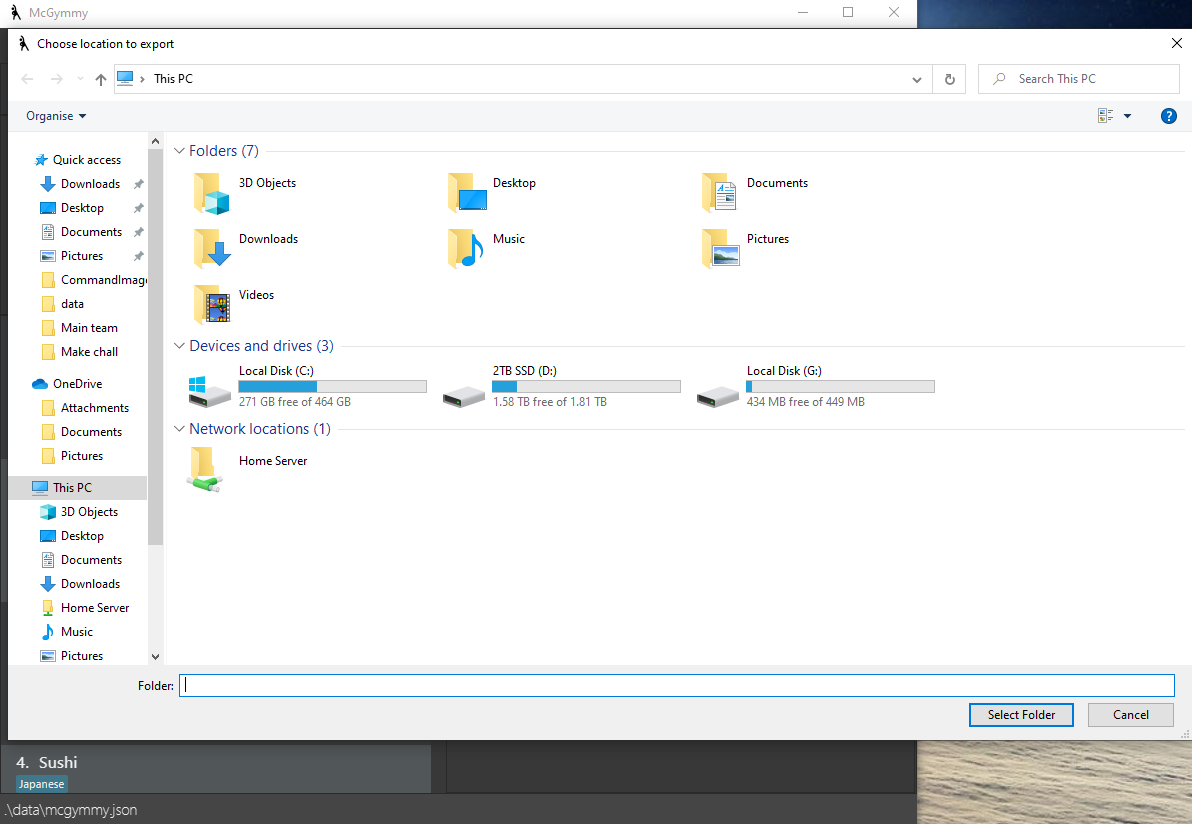 McGymmy
Choose location to export
This PC
Search This PC
Organise
Quick access
Downloads
Desktop
Documents
Pictures
CommandImage
data
Main team
Make chall
OneDrive
Attachments
Documents
Pictures
This PC
3D Objects
Desktop
Documents
Downloads
Home Server
Music
Pictures
Folders (7)
3D Objects
Desktop
Documents
Downloads
Music
Pictures
Videos
Devices and drives (3)
Local Disk (C:)
271 GB free of 464 GB
2TB SSD (D:)
1.58 TB free of 1.81 TB
Local Disk (G:)
434 MB free of 449 MB
Network locations (1)
Home Server
Folder:
Select Folder
Cancel
4. Sushi
Japanese
.\data\mcgymmy.json